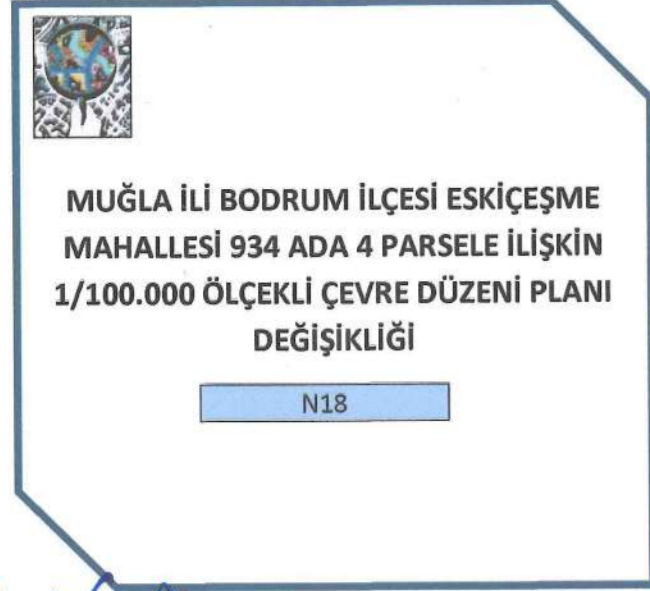 MUĞLA İLİ BODRUM İLÇESİ ESKİÇEŞME
MAHALLESİ 934 ADA 4 PARSELE İLİŞKİN
1/100.000 ÖLÇEKLİ ÇEVRE DÜZENİ PLANI
DEĞİŞİKLİĞİ
N18